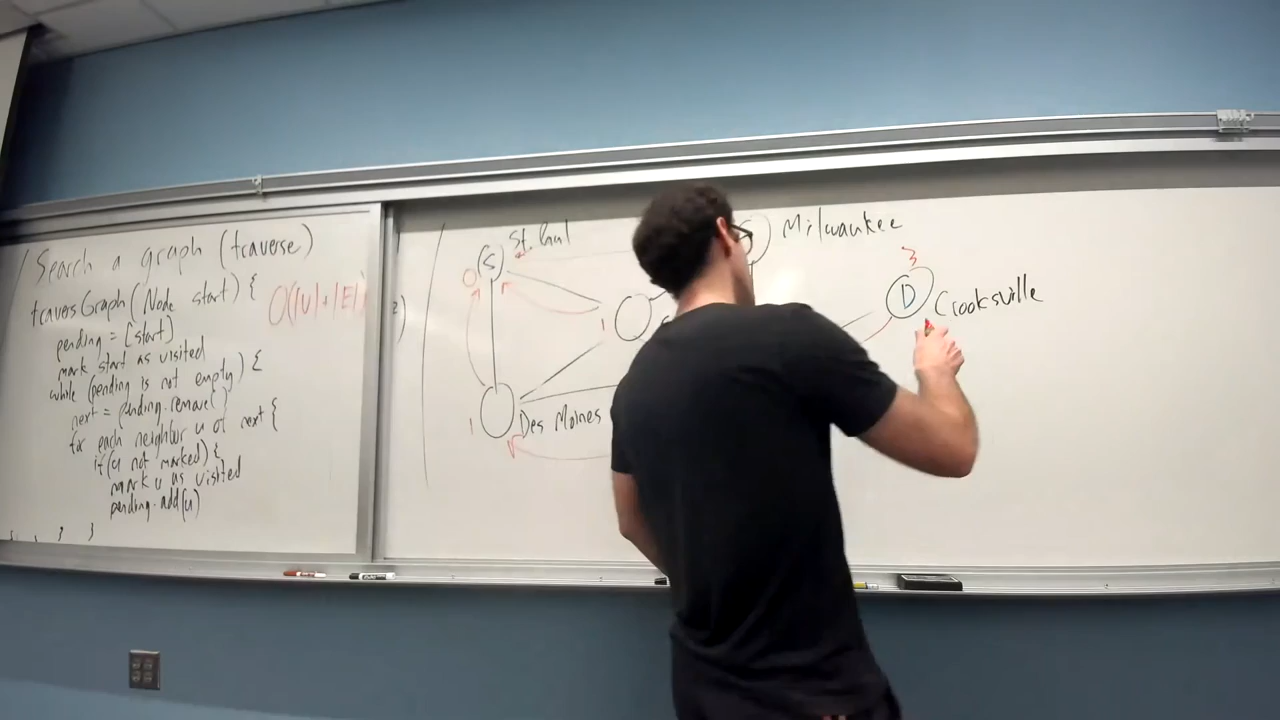 Search a graph (traverse)
traversGraph(Node start) {
pending = [start]
mark start as visited
while (pending is not empty) {
next = pending.remove()
for each neighbor u of next {
if (u not marked) {
mark u as visited
pending.add(u)
} }
O(|V|+|E|)
2)
St. Paul
S
0
1
Des Moines
1
Milwaukee
3
D
Crooksville